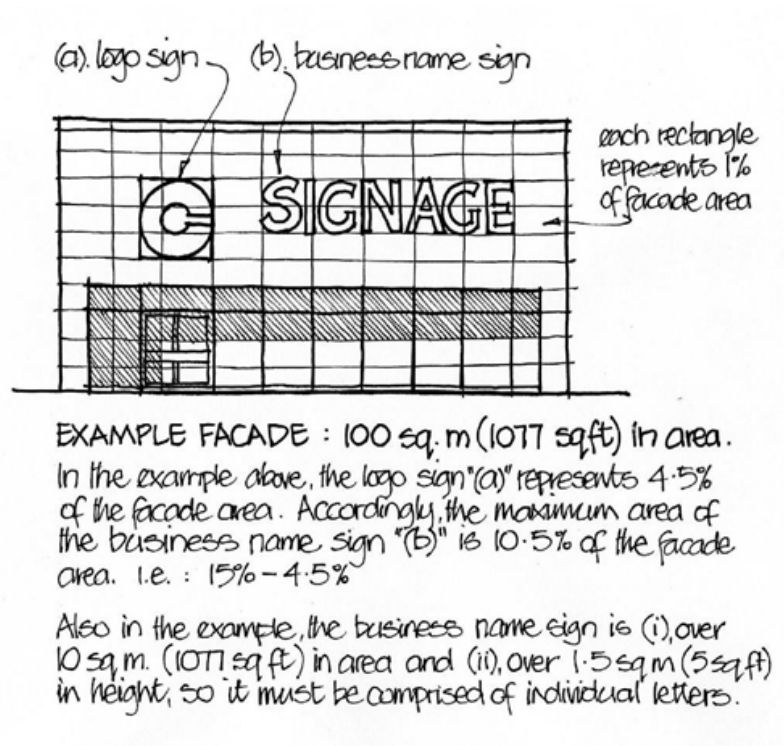 (a). logo sign
(b). business name sign
each rectangle
represents 1%
of facade area
C SIGNAGE
EXAMPLE FACADE : 100 sq. m (1077 sq ft) in area.
In the example above, the logo sign "(a)" represents 4.5%
of the façade area. Accordingly, the maximum area of
the business name sign "(b)" is 10.5% of the facade
area. i.e. : 15% – 4.5%
Also in the example, the business name sign is (i), over
10 sq. m. (1077 sq ft) in area and (ii), over 1.5 sq m (5 sq ft)
in height, so it must be comprised of individual letters.